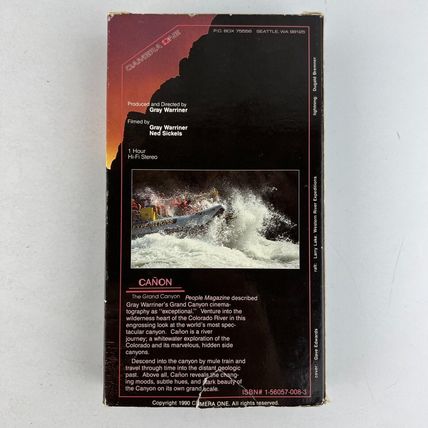 CAMERA ONE
P.O. BOX 75556 SEATTLE, WA 98125
Produced and Directed by
Gray Warriner
Filmed by
Gray Warriner
Ned Sickels
1 Hour
Hi-Fi Stereo
CAÑON
The Grand Canyon People Magazine described
Gray Warriner's Grand Canyon cinema-
tography as "exceptional." Venture into the
wilderness heart of the Colorado River in this
engrossing look at the world's most spec-
tacular canyon. Cañon is a river
journey; a whitewater exploration of the
Colorado and its marvelous, hidden side
canyons.
Descend into the canyon by mule train and
travel through time into the distant geologic
past. Above all, Cañon reveals the chang-
ing moods, subtle hues, and stark beauty of
the Canyon on its own grand scale.
ISBN# 1-56057-008-3
Copyright 1990 CAMERA ONE. All rights reserved.
cover: Dave Edwards
raft: Larry Lake Western River Expeditions
lightning: Dugald Bremner